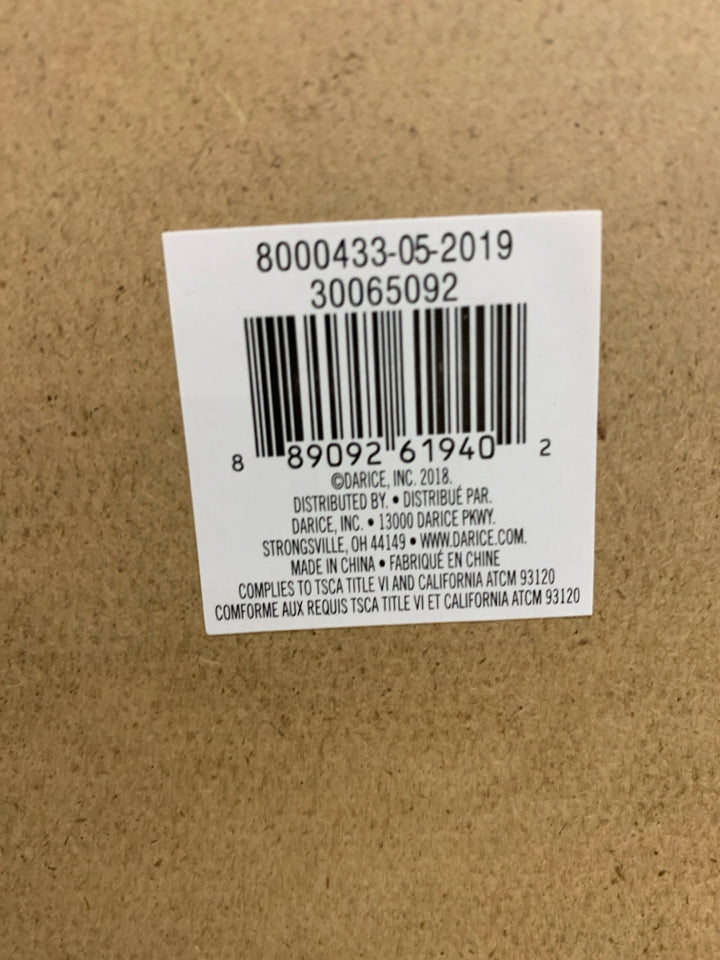 8000433-05-2019
30065092
8 89092 61940 2
©DARICE, INC. 2018.
DISTRIBUTED BY. • DISTRIBUÉ PAR.
DARICE, INC. • 13000 DARICE PKWY.
STRONGSVILLE, OH 44149 • WWW.DARICE.COM.
MADE IN CHINA • FABRIQUÉ EN CHINE
COMPLIES TO TSCA TITLE VI AND CALIFORNIA ATCM 93120
CONFORME AUX REQUIS TSCA TITLE VI ET CALIFORNIA ATCM 93120